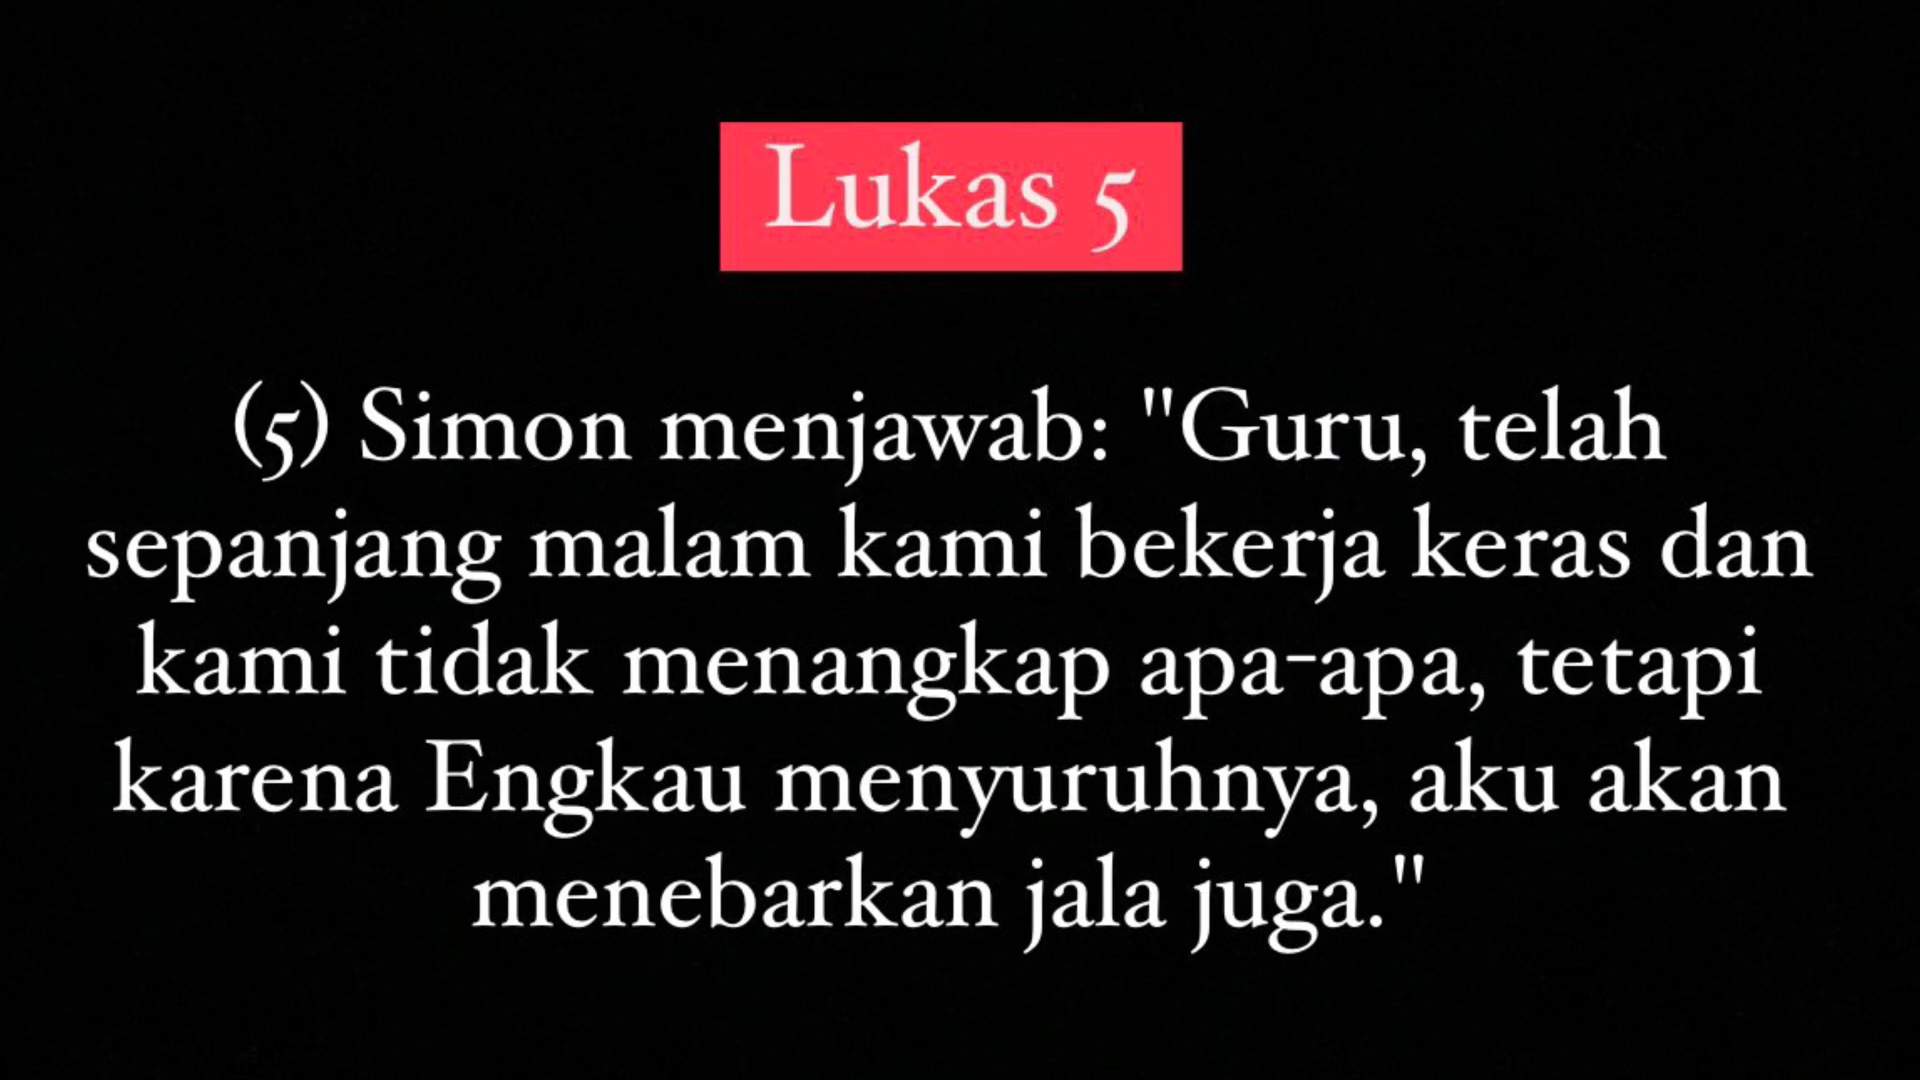 Lukas 5
(5) Simon menjawab: "Guru, telah
sepanjang malam kami bekerja keras dan
kami tidak menangkap apa-apa, tetapi
karena Engkau menyuruhnya, aku akan
menebarkan jala juga."